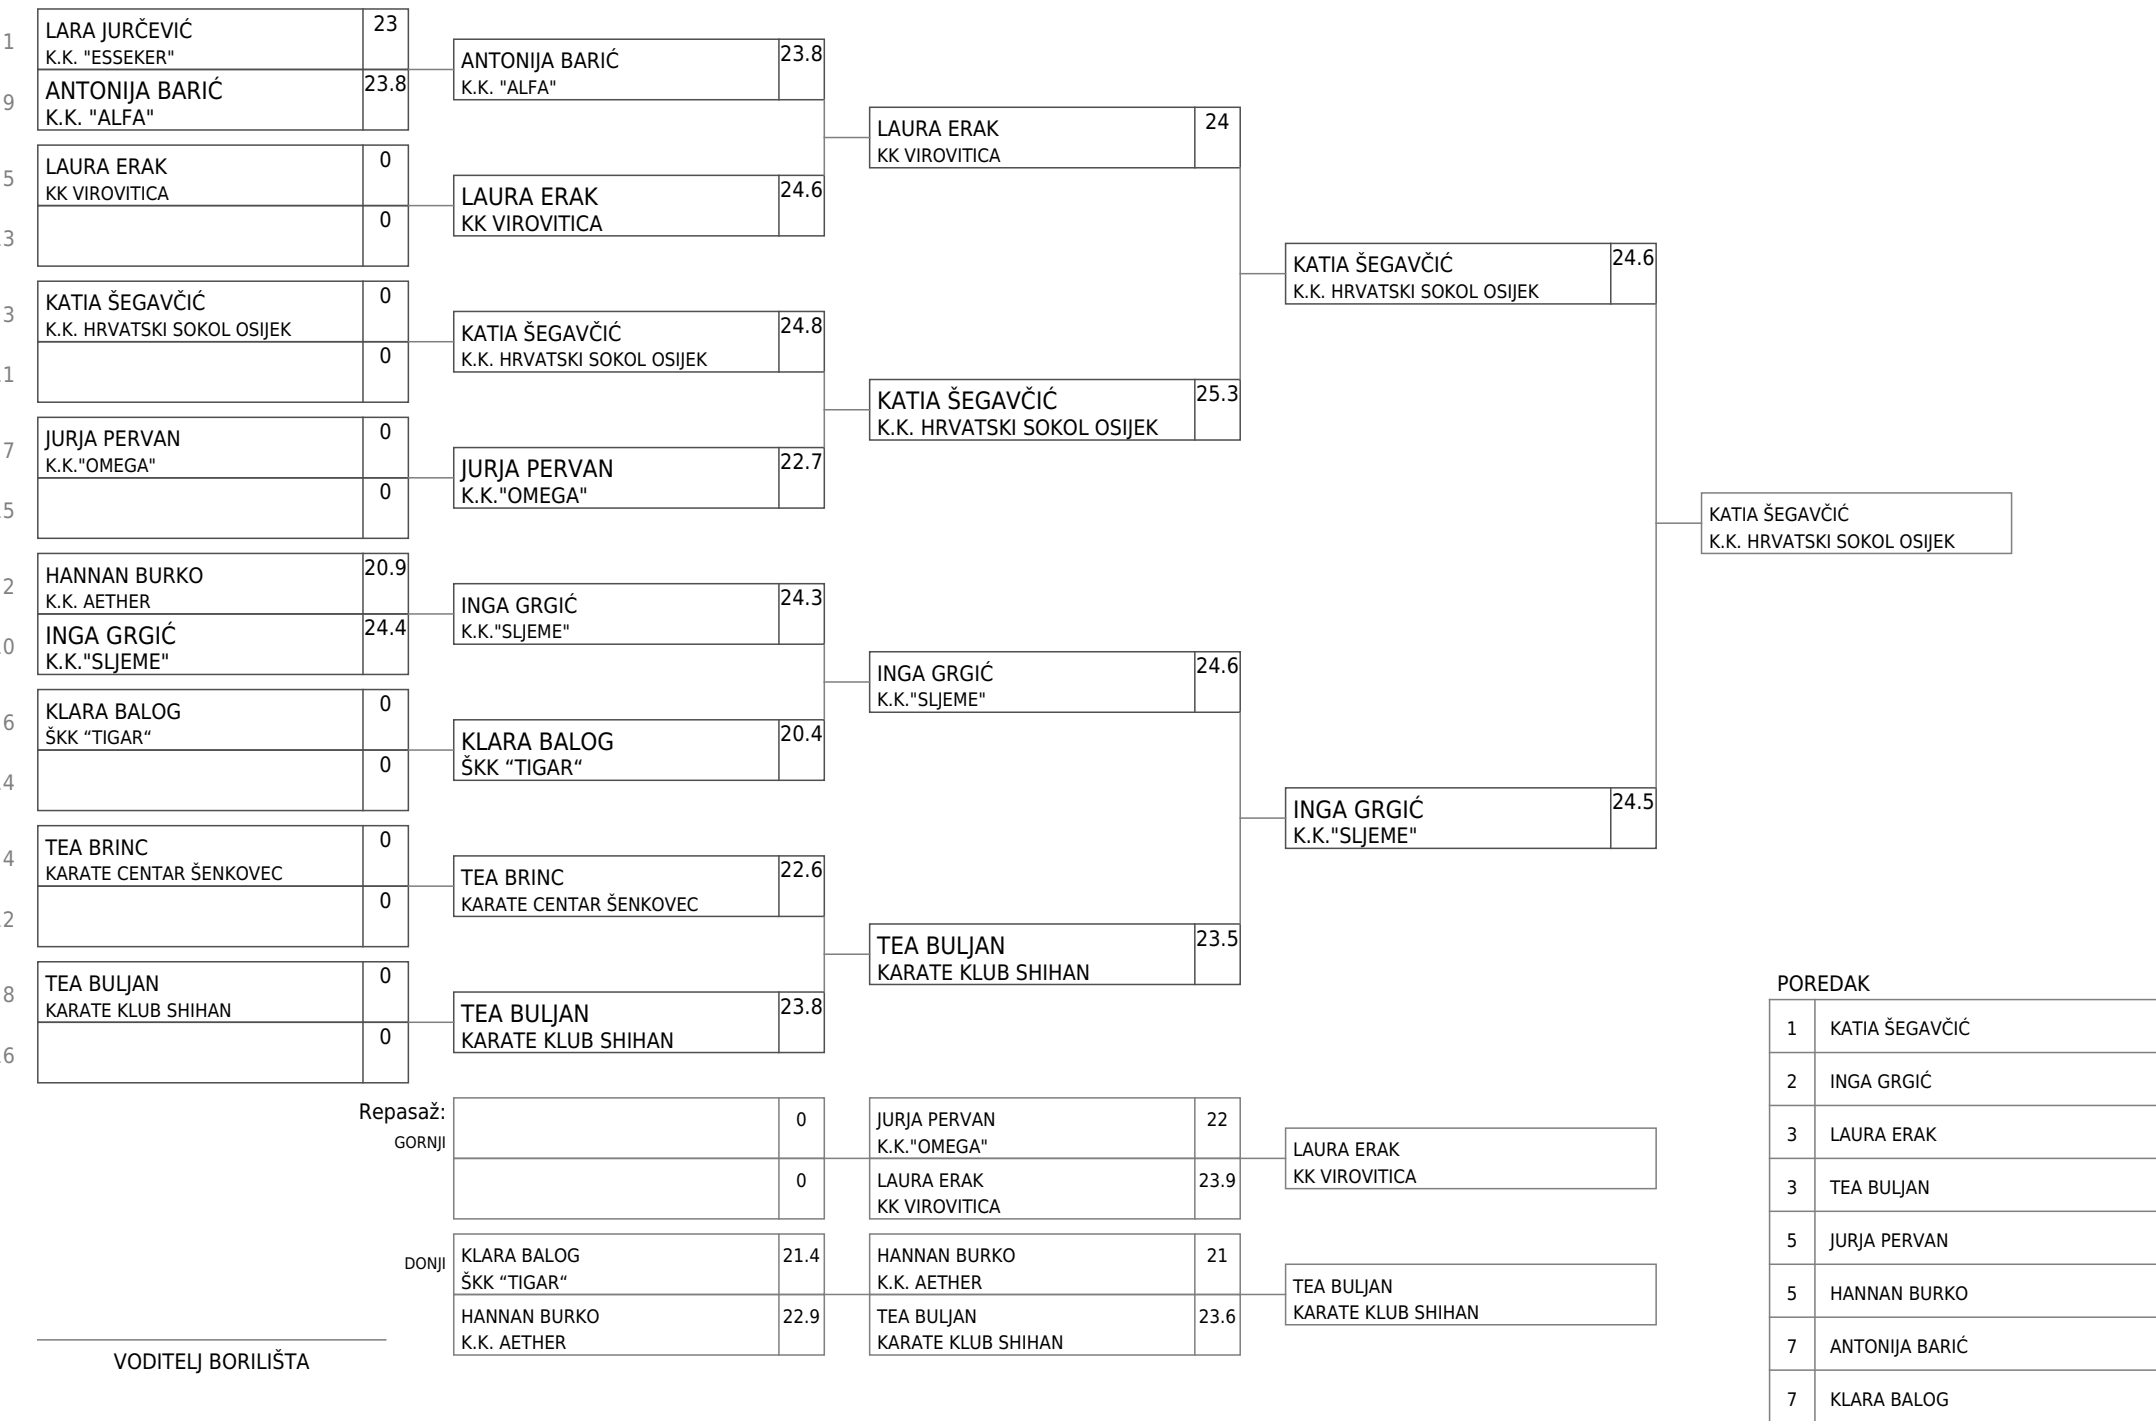 1
LARA JURČEVIĆ
K.K. "ESSEKER"
23
9
ANTONIJA BARIĆ
K.K. "ALFA"
23.8
5
LAURA ERAK
KK VIROVITICA
0
3
0
3
KATIA ŠEGAVČIĆ
K.K. HRVATSKI SOKOL OSIJEK
0
1
0
7
JURJA PERVAN
K.K."OMEGA"
0
5
0
2
HANNAN BURKO
K.K. AETHER
20.9
0
INGA GRGIĆ
K.K."SLJEME"
24.4
6
KLARA BALOG
ŠKK “TIGAR“
0
4
0
4
TEA BRINC
KARATE CENTAR ŠENKOVEC
0
2
0
8
TEA BULJAN
KARATE KLUB SHIHAN
0
6
0
ANTONIJA BARIĆ
K.K. "ALFA"
23.8
LAURA ERAK
KK VIROVITICA
24.6
KATIA ŠEGAVČIĆ
K.K. HRVATSKI SOKOL OSIJEK
24.8
JURJA PERVAN
K.K."OMEGA"
22.7
INGA GRGIĆ
K.K."SLJEME"
24.3
KLARA BALOG
ŠKK “TIGAR“
20.4
TEA BRINC
KARATE CENTAR ŠENKOVEC
22.6
TEA BULJAN
KARATE KLUB SHIHAN
23.8
LAURA ERAK
KK VIROVITICA
24
KATIA ŠEGAVČIĆ
K.K. HRVATSKI SOKOL OSIJEK
25.3
INGA GRGIĆ
K.K."SLJEME"
24.6
TEA BULJAN
KARATE KLUB SHIHAN
23.5
KATIA ŠEGAVČIĆ
K.K. HRVATSKI SOKOL OSIJEK
24.6
INGA GRGIĆ
K.K."SLJEME"
24.5
KATIA ŠEGAVČIĆ
K.K. HRVATSKI SOKOL OSIJEK
Repasaž:
GORNJI
0
0
JURJA PERVAN
K.K."OMEGA"
22
LAURA ERAK
KK VIROVITICA
23.9
LAURA ERAK
KK VIROVITICA
DONJI
KLARA BALOG
ŠKK “TIGAR“
21.4
HANNAN BURKO
K.K. AETHER
22.9
HANNAN BURKO
K.K. AETHER
21
TEA BULJAN
KARATE KLUB SHIHAN
23.6
TEA BULJAN
KARATE KLUB SHIHAN
VODITELJ BORILIŠTA
POREDAK
1 KATIA ŠEGAVČIĆ
2 INGA GRGIĆ
3 LAURA ERAK
3 TEA BULJAN
5 JURJA PERVAN
5 HANNAN BURKO
7 ANTONIJA BARIĆ
7 KLARA BALOG